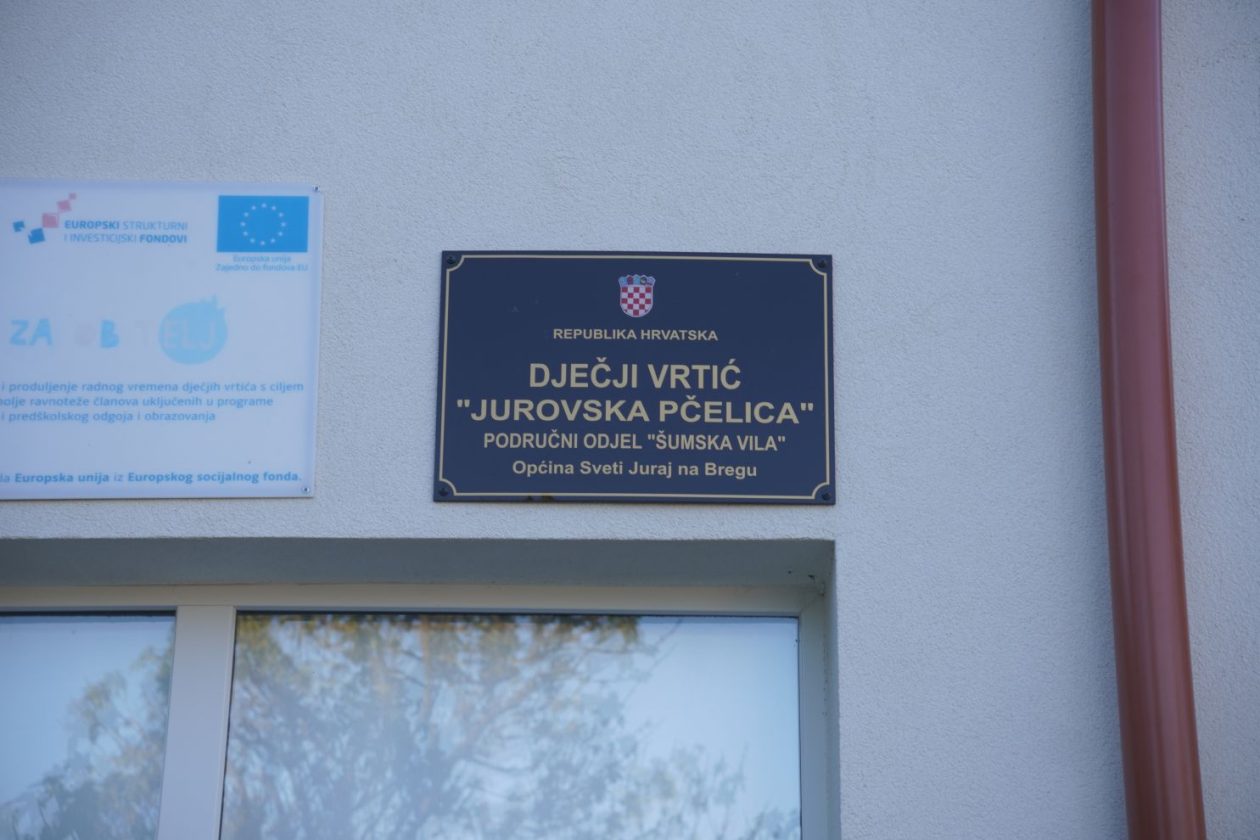 EUROPSKI STRUKTURNI
I INVESTICIJSKI FONDOVI
Europska unija
Zajedno do fondova EU
ZA
i produljenje radnog vremena dječjih vrtića s ciljem
bolje ravnoteže članova uključenih u programe
i predškolskog odgoja i obrazovanja
Europska unija iz Europskog socijalnog fonda.
REPUBLIKA HRVATSKA
DJEČJI VRTIĆ
"JUROVSKA PČELICA"
PODRUČNI ODJEL "ŠUMSKA VILA"
Općina Sveti Juraj na Bregu